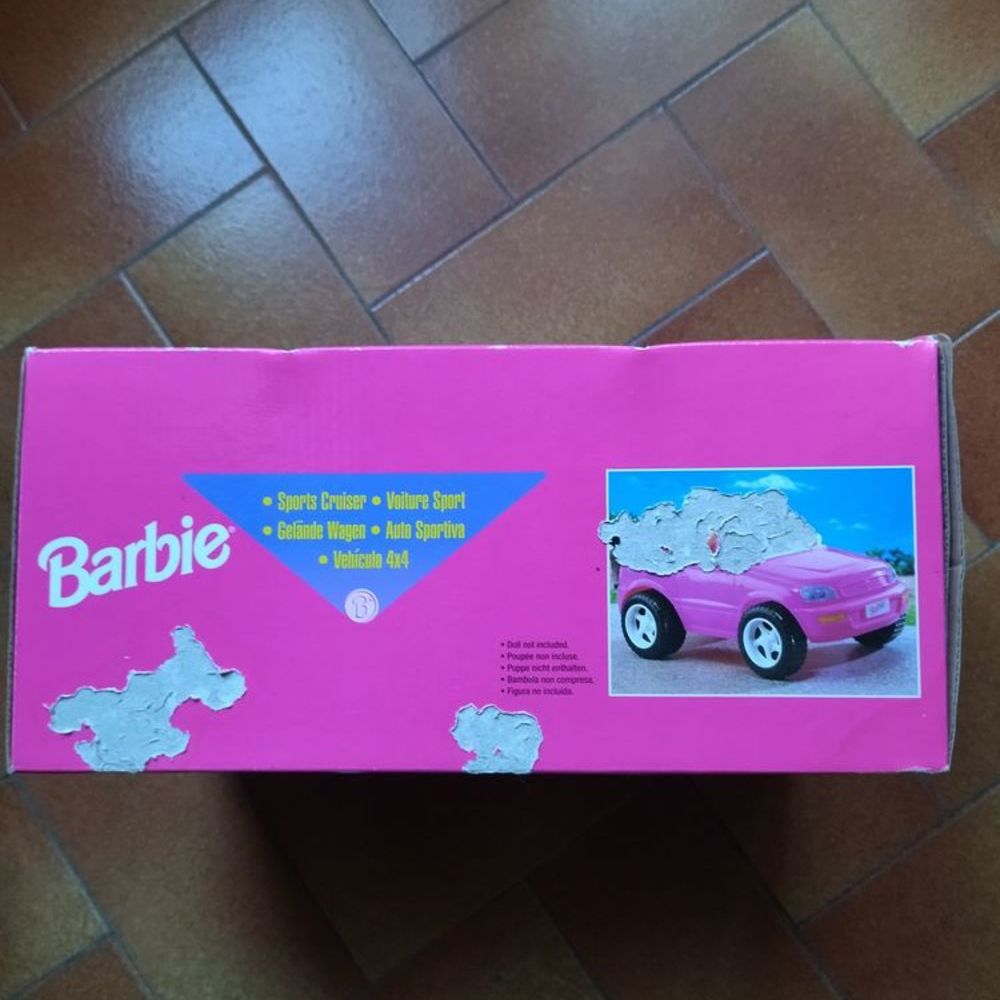 Barbie®
• Sports Cruiser • Voiture Sport
• Gelände Wagen • Auto Sportiva
• Vehículo 4x4
B
• Doll not included.
• Poupée non incluse.
• Puppe nicht enthalten.
• Bambola non compresa.
• Figura no incluida.